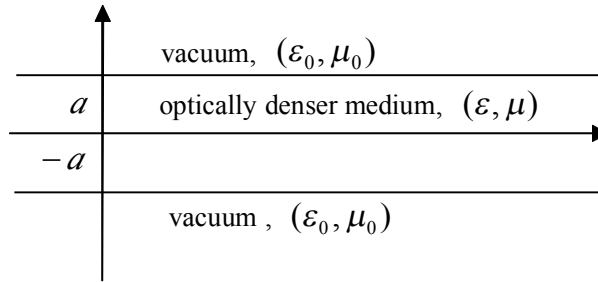 vacuum, (ε₀, μ₀)
a optically denser medium, (ε, μ)
−a
vacuum , (ε₀, μ₀)